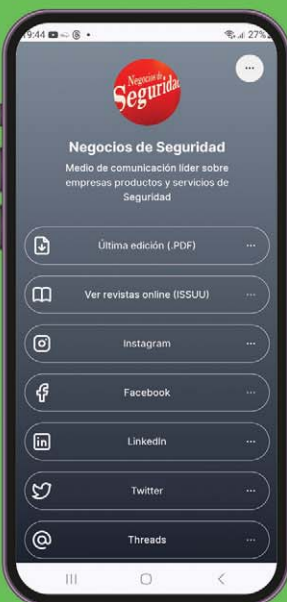 9:44
27%
Negocios de
Seguridad
Negocios de Seguridad
Medio de comunicación líder sobre
empresas productos y servicios de
Seguridad
Última edición (.PDF)
Ver revistas online (ISSUU)
Instagram
Facebook
LinkedIn
Twitter
Threads